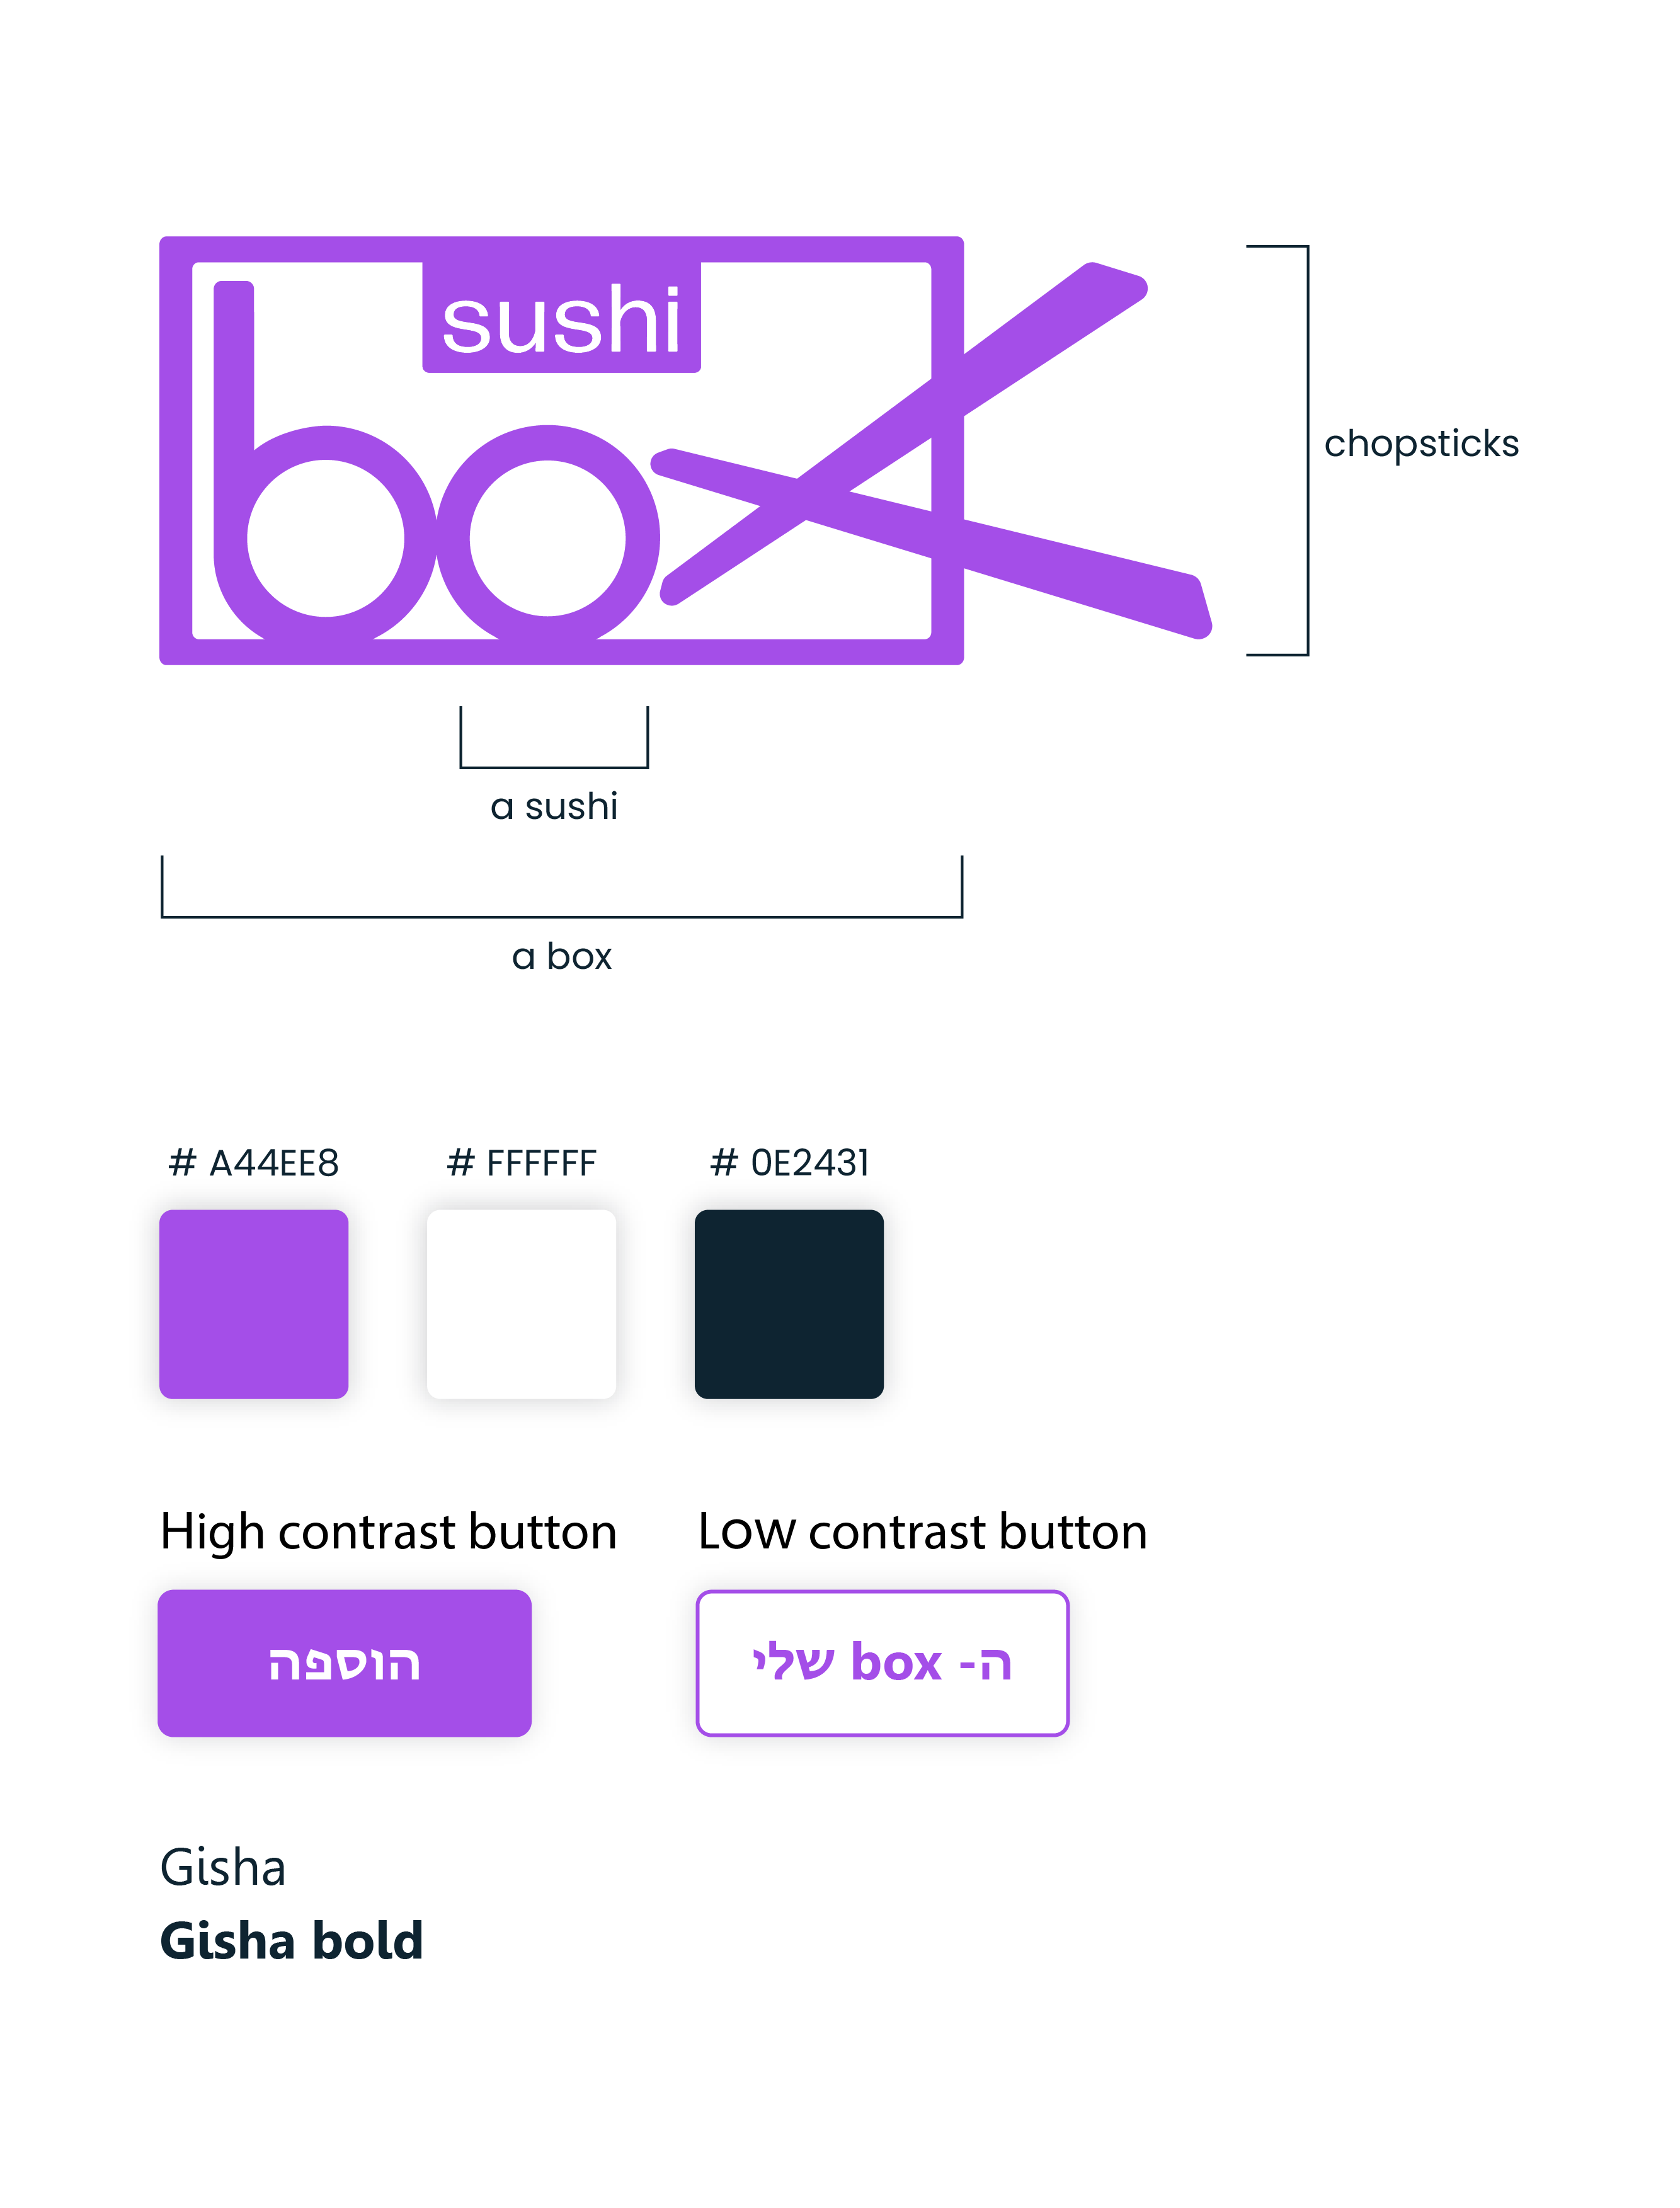 sushi
box
chopsticks
a sushi
a box
# A44EE8
# FFFFFF
# 0E2431
High contrast button
Low contrast button
הוספה
ה- box שלי
Gisha
Gisha bold